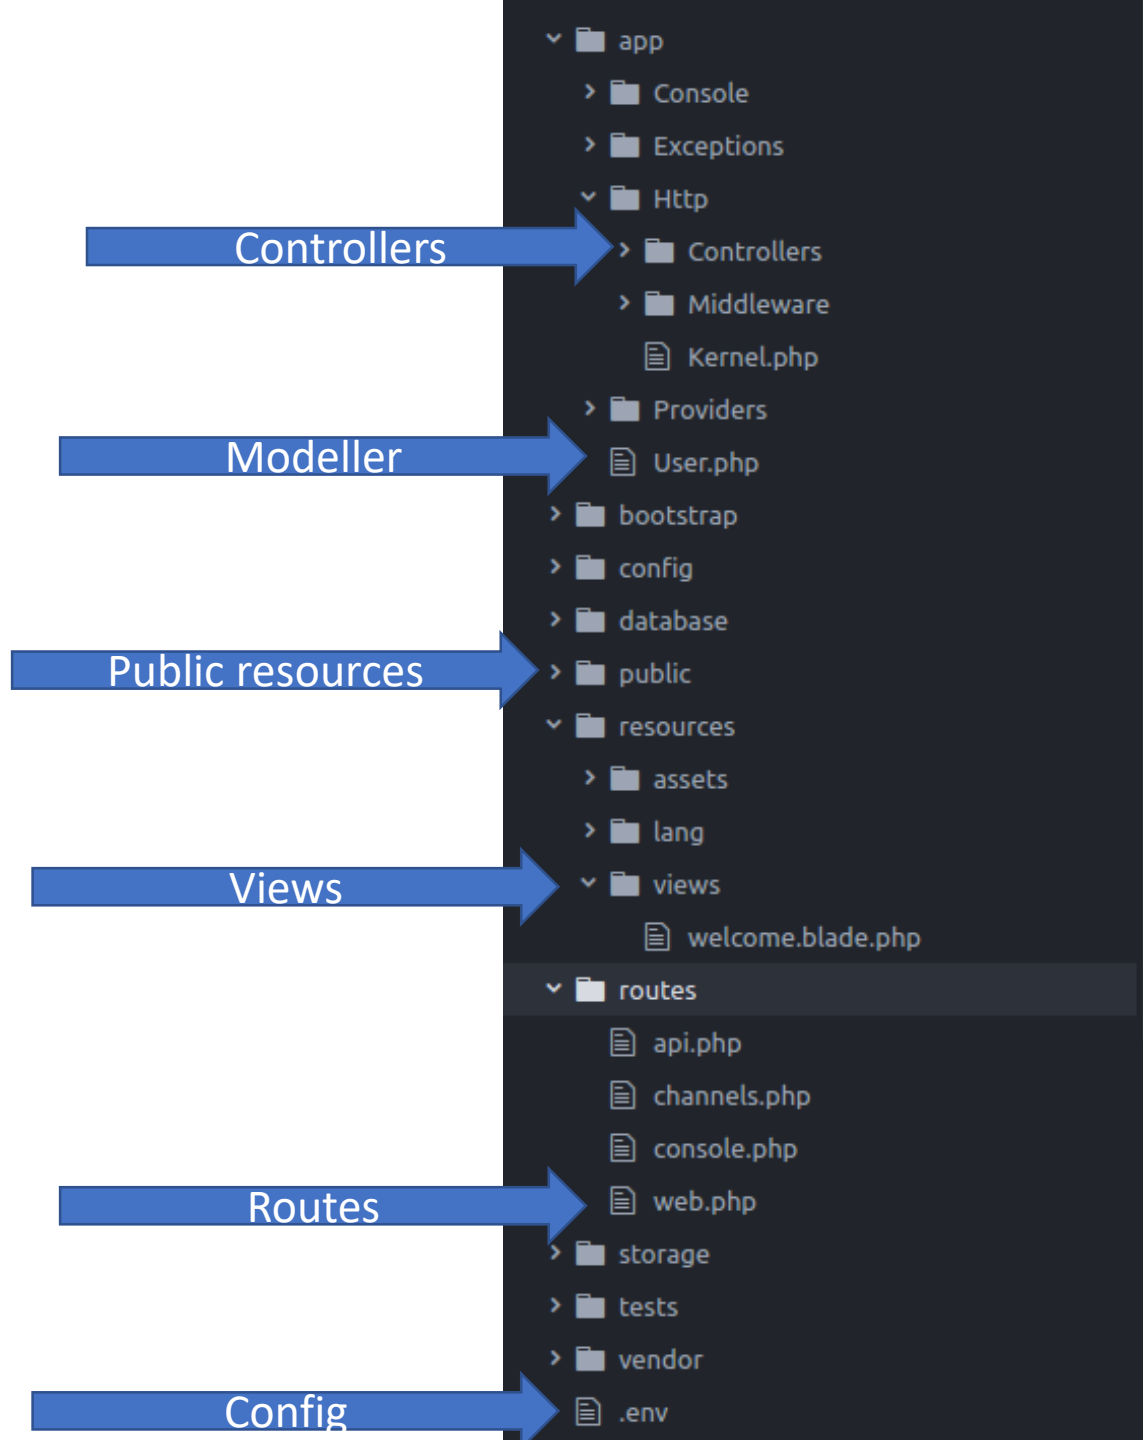 app
Console
Exceptions
Http
Controllers
Controllers
Middleware
Kernel.php
Providers
Modeller
User.php
bootstrap
config
database
Public resources
public
resources
assets
lang
Views
views
welcome.blade.php
routes
api.php
channels.php
console.php
Routes
web.php
storage
tests
vendor
Config
.env